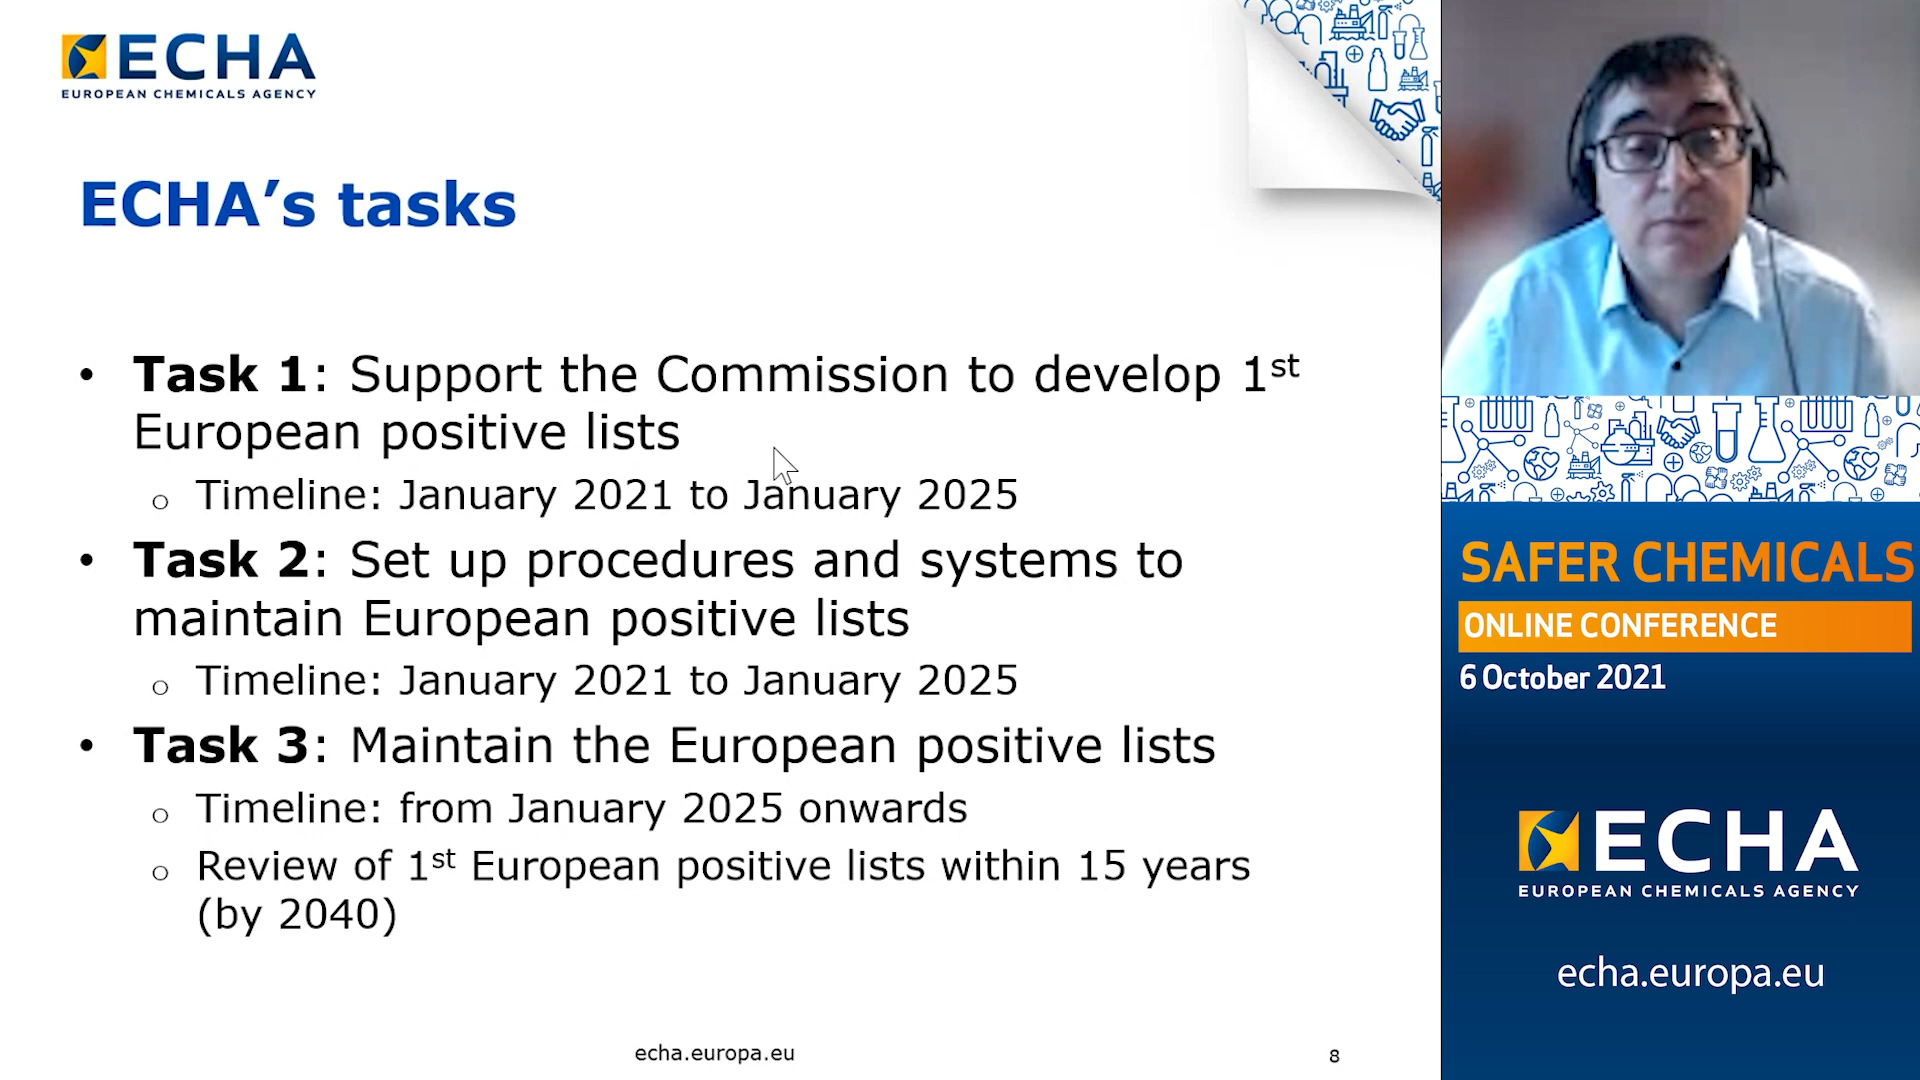 ECHA
EUROPEAN CHEMICALS AGENCY
ECHA’s tasks
• Task 1: Support the Commission to develop 1st
European positive lists
o Timeline: January 2021 to January 2025
• Task 2: Set up procedures and systems to
maintain European positive lists
o Timeline: January 2021 to January 2025
• Task 3: Maintain the European positive lists
o Timeline: from January 2025 onwards
o Review of 1st European positive lists within 15 years
(by 2040)
echa.europa.eu
8
SAFER CHEMICALS
ONLINE CONFERENCE
6 October 2021
ECHA
EUROPEAN CHEMICALS AGENCY
echa.europa.eu